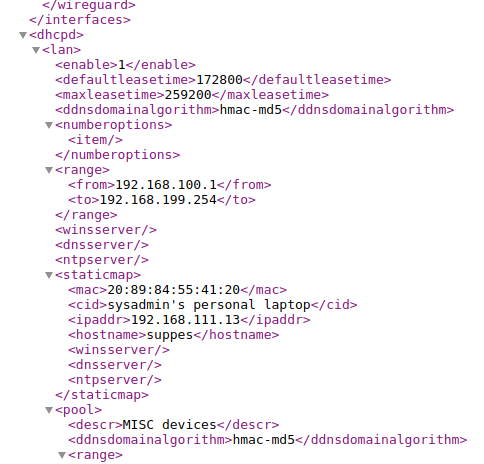 </wireguard>
</interfaces>
<dhcpd>
<lan>
<enable>1</enable>
<defaultleasetime>172800</defaultleasetime>
<maxleasetime>259200</maxleasetime>
<ddnsdomainalgorithm>hmac-md5</ddnsdomainalgorithm>
<numberoptions>
<item/>
</numberoptions>
<range>
<from>192.168.100.1</from>
<to>192.168.199.254</to>
</range>
<winsserver/>
<dnsserver/>
<ntpserver/>
<staticmap>
<mac>20:89:84:55:41:20</mac>
<cid>sysadmin's personal laptop</cid>
<ipaddr>192.168.111.13</ipaddr>
<hostname>suppes</hostname>
<winsserver/>
<dnsserver/>
<ntpserver/>
</staticmap>
<pool>
<descr>MISC devices</descr>
<ddnsdomainalgorithm>hmac-md5</ddnsdomainalgorithm>
<range>